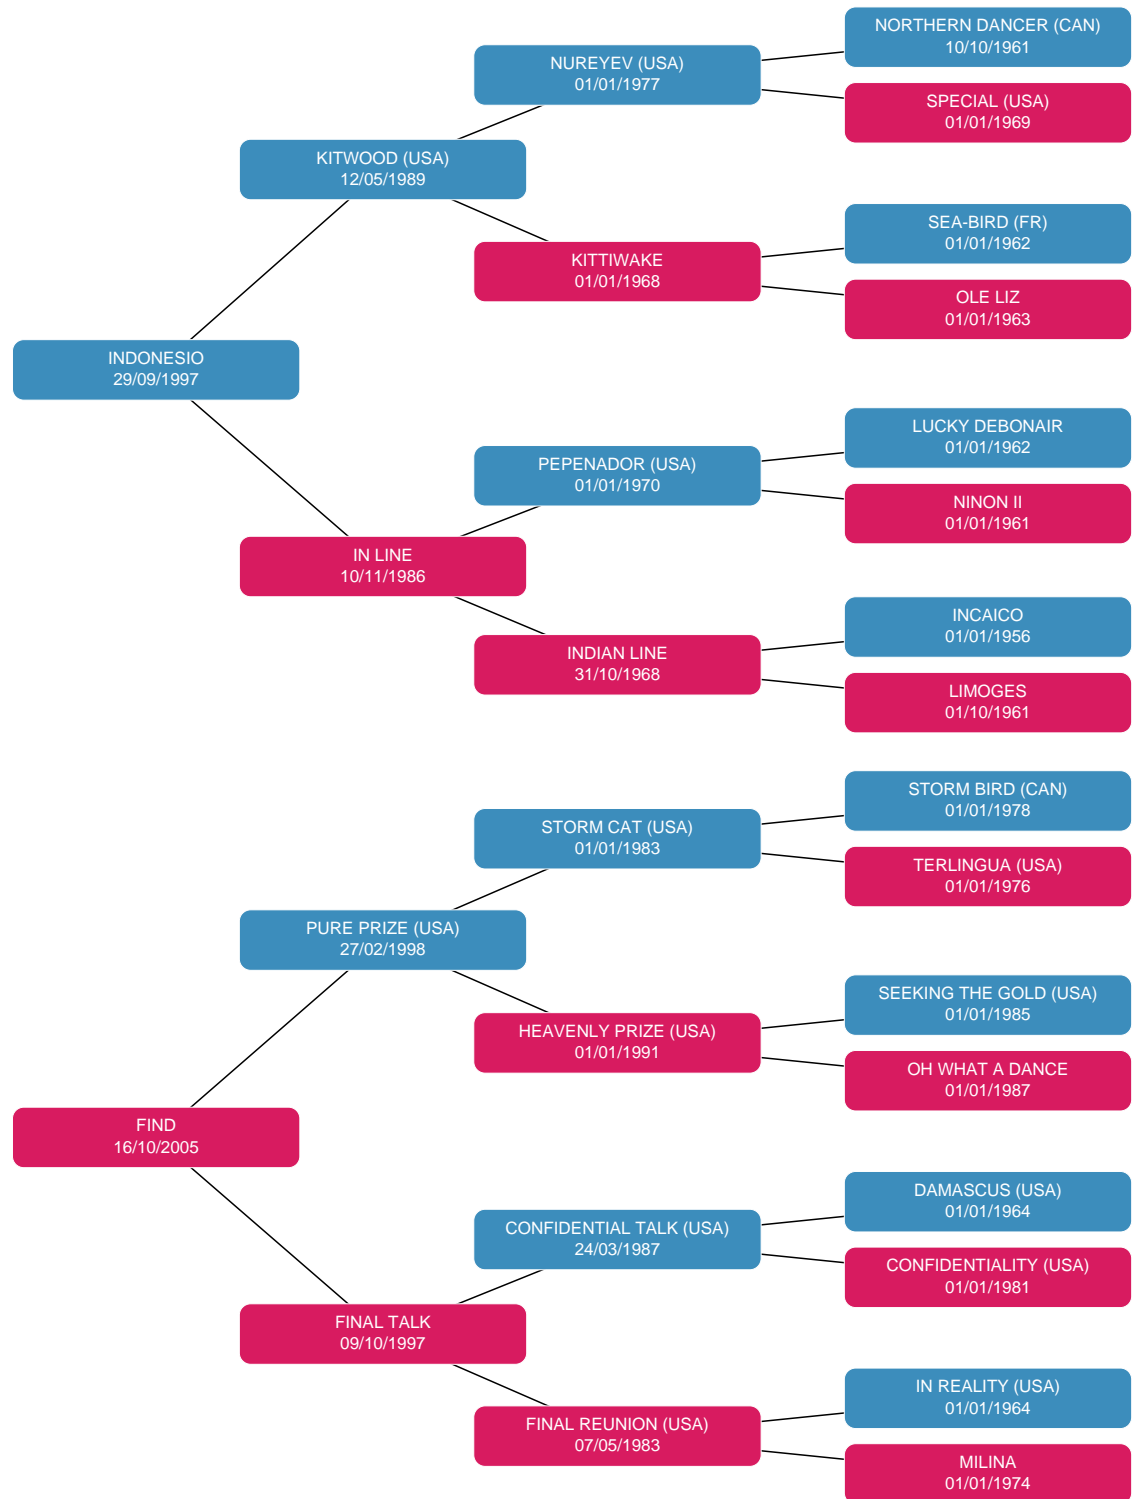 NORTHERN DANCER (CAN)
10/10/1961
NUREYEV (USA)
01/01/1977
SPECIAL (USA)
01/01/1969
KITWOOD (USA)
12/05/1989
SEA-BIRD (FR)
01/01/1962
KITTIWAKE
01/01/1968
OLE LIZ
01/01/1963
INDONESIO
29/09/1997
LUCKY DEBONAIR
01/01/1962
PEPENADOR (USA)
01/01/1970
NINON II
01/01/1961
IN LINE
10/11/1986
INCAICO
01/01/1956
INDIAN LINE
31/10/1968
LIMOGES
01/10/1961
STORM BIRD (CAN)
01/01/1978
STORM CAT (USA)
01/01/1983
TERLINGUA (USA)
01/01/1976
PURE PRIZE (USA)
27/02/1998
SEEKING THE GOLD (USA)
01/01/1985
HEAVENLY PRIZE (USA)
01/01/1991
OH WHAT A DANCE
01/01/1987
FIND
16/10/2005
DAMASCUS (USA)
01/01/1964
CONFIDENTIAL TALK (USA)
24/03/1987
CONFIDENTIALITY (USA)
01/01/1981
FINAL TALK
09/10/1997
IN REALITY (USA)
01/01/1964
FINAL REUNION (USA)
07/05/1983
MILINA
01/01/1974